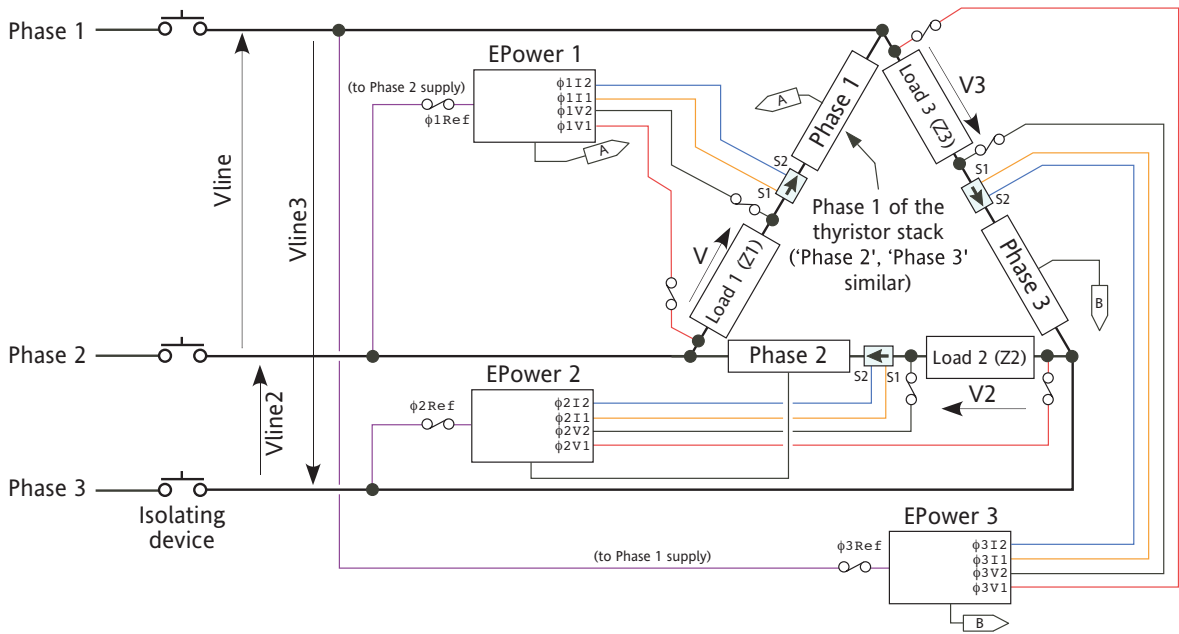 Phase 1
EPower 1
(to Phase 2 supply)
ϕ1Ref
ϕ1I2
ϕ1I1
ϕ1V2
ϕ1V1
A
A
Phase 1
S2
S1
V
Load 1 (Z1)
Load 3 (Z3)
V3
S1
S2
Phase 3
B
Phase 1 of the
thyristor stack
('Phase 2', 'Phase 3'
similar)
Vline
Vline3
Phase 2
Phase 2
S2
S1
Load 2 (Z2)
V2
Vline2
EPower 2
ϕ2Ref
ϕ2I2
ϕ2I1
ϕ2V2
ϕ2V1
Phase 3
Isolating
device
(to Phase 1 supply)
EPower 3
ϕ3Ref
ϕ3I2
ϕ3I1
ϕ3V2
ϕ3V1
B